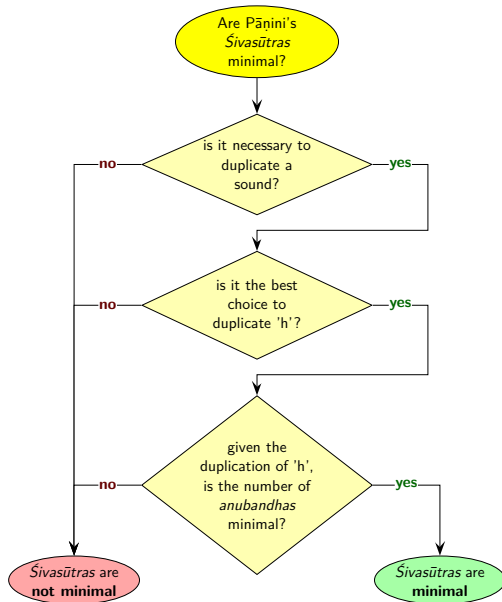 Are Pāṇini's
Śivasūtras
minimal?
is it necessary to
duplicate a
sound?
no
yes
is it the best
choice to
duplicate 'h'?
no
yes
given the
duplication of 'h',
is the number of
anubandhas
minimal?
no
yes
Śivasūtras are
not minimal
Śivasūtras are
minimal